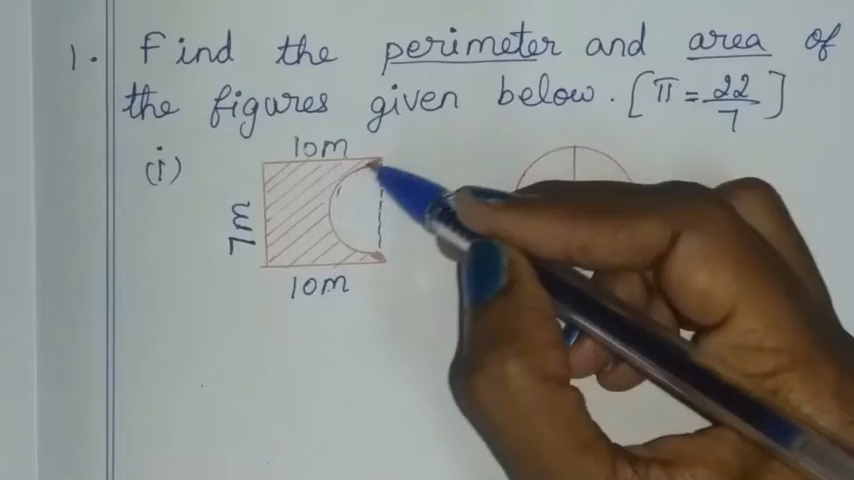 1. Find the perimeter and area of
the figures given below. [π = 22/7]
(i)
10m
7m
10m